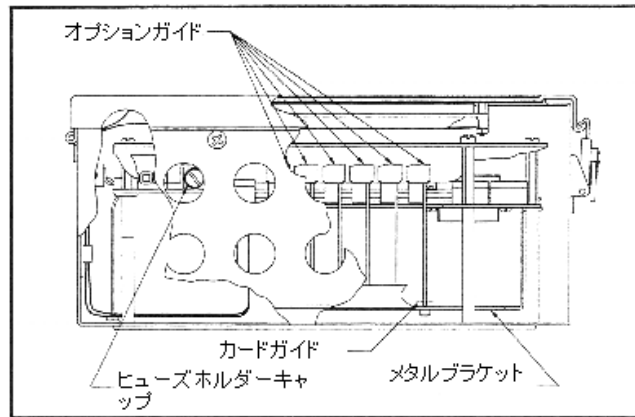 オプションガイド
カードガイド
ヒューズホルダーキャ
ップ
メタルブラケット